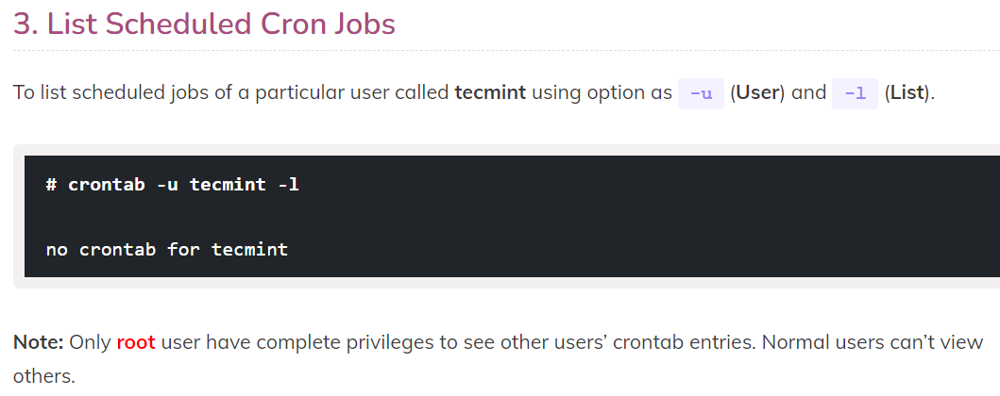 3. List Scheduled Cron Jobs
To list scheduled jobs of a particular user called tecmint using option as -u (User) and -l (List).
# crontab -u tecmint -l
no crontab for tecmint
Note: Only root user have complete privileges to see other users’ crontab entries. Normal users can’t view
others.